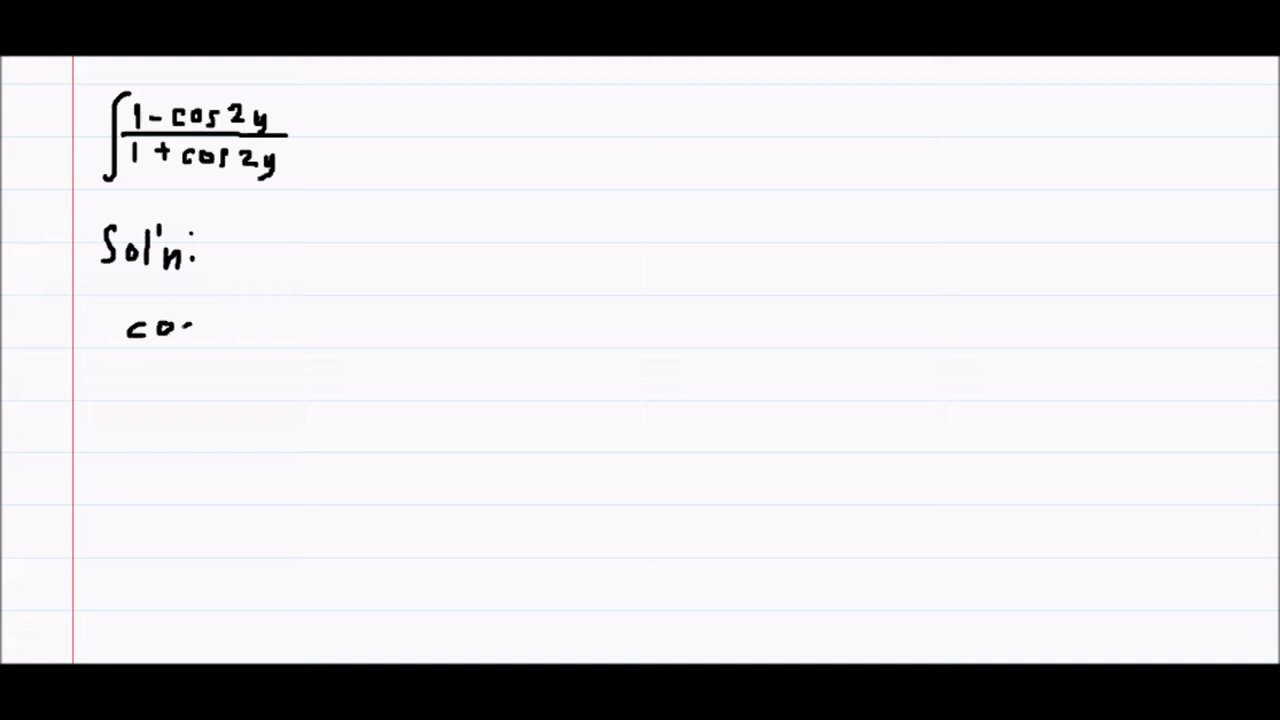 ∫ 1 - cos 2y
1 + cos 2y
Sol'n:
co